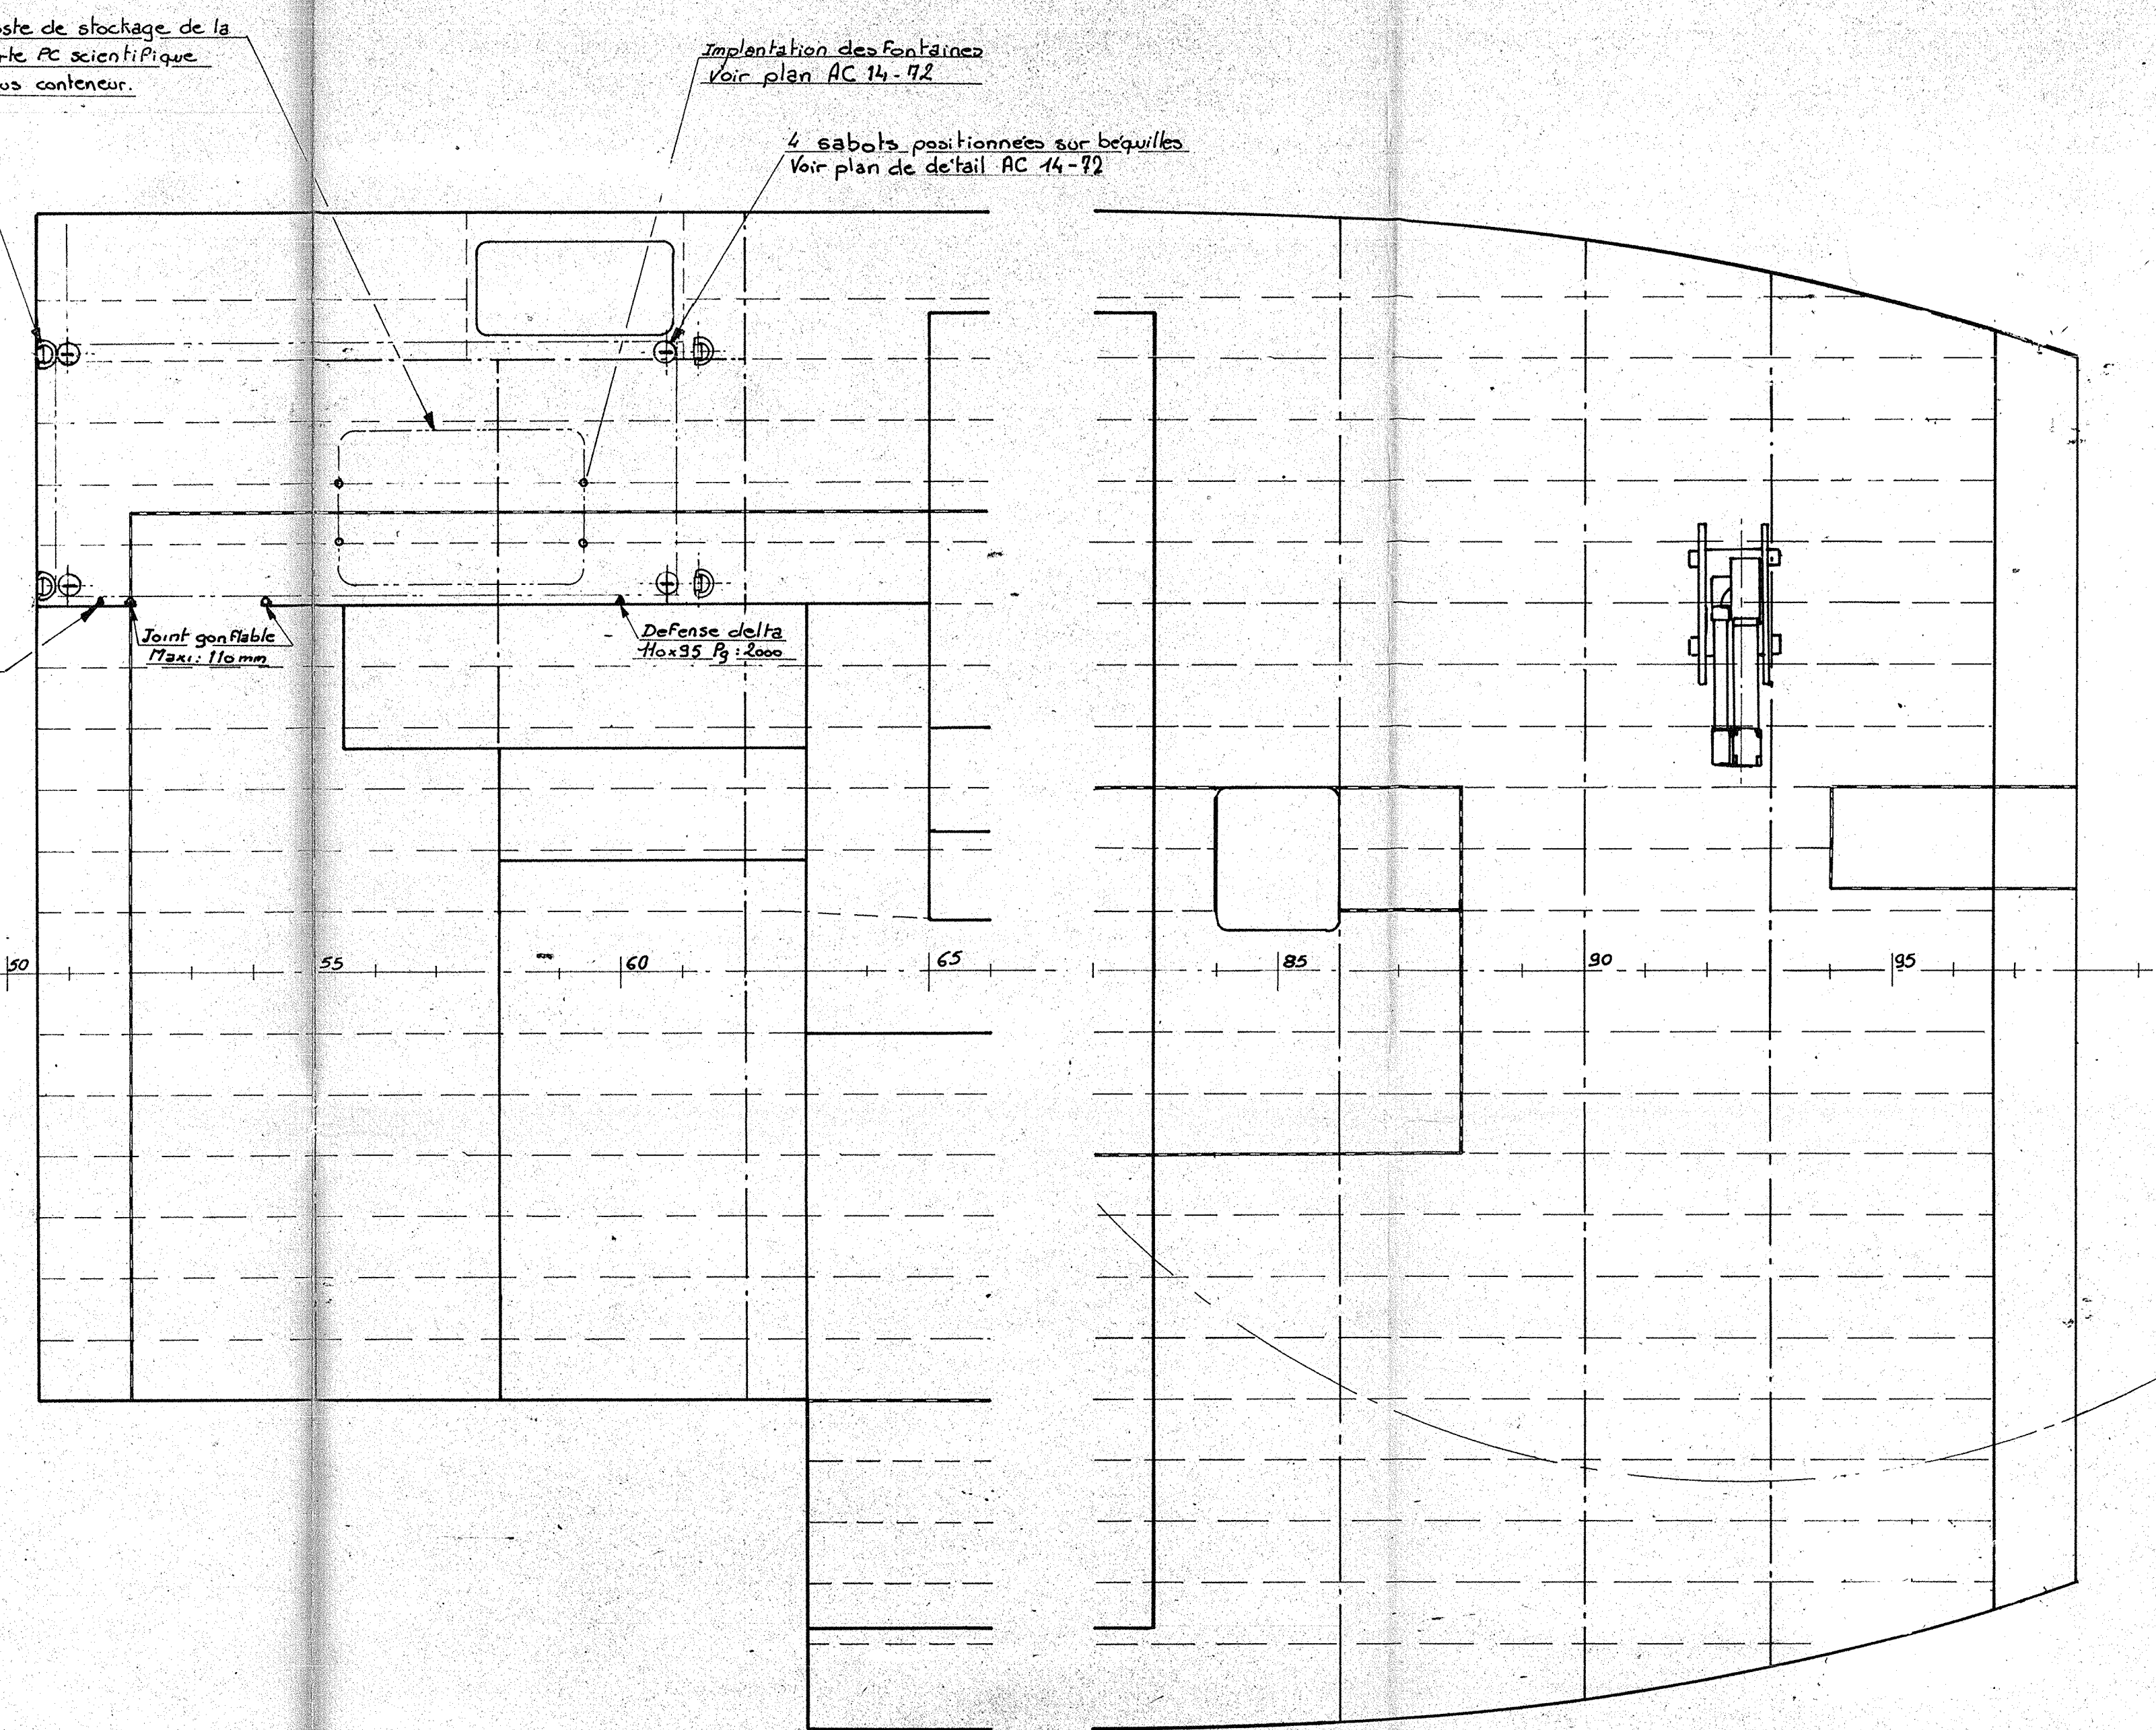 ste de stockage de la
rte PC scientifique
us conteneur.
Implantation des Fontaines
Voir plan AC 14-72
4 sabots positionnées sur béquilles
Voir plan de détail AC 14-72
Joint gonflable
Maxi: 110mm
Defense delta
110x95 Pg:2000
50 55 60 65 85 90 95